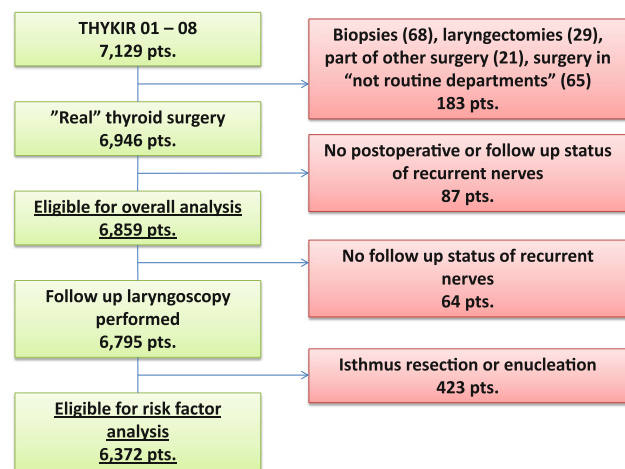 THYKIR 01 – 08
7,129 pts.
Biopsies (68), laryngectomies (29),
part of other surgery (21), surgery in
“not routine departments” (65)
183 pts.
”Real” thyroid surgery
6,946 pts.
No postoperative or follow up status
of recurrent nerves
87 pts.
Eligible for overall analysis
6,859 pts.
No follow up status of recurrent
nerves
64 pts.
Follow up laryngoscopy
performed
6,795 pts.
Isthmus resection or enucleation
423 pts.
Eligible for risk factor
analysis
6,372 pts.